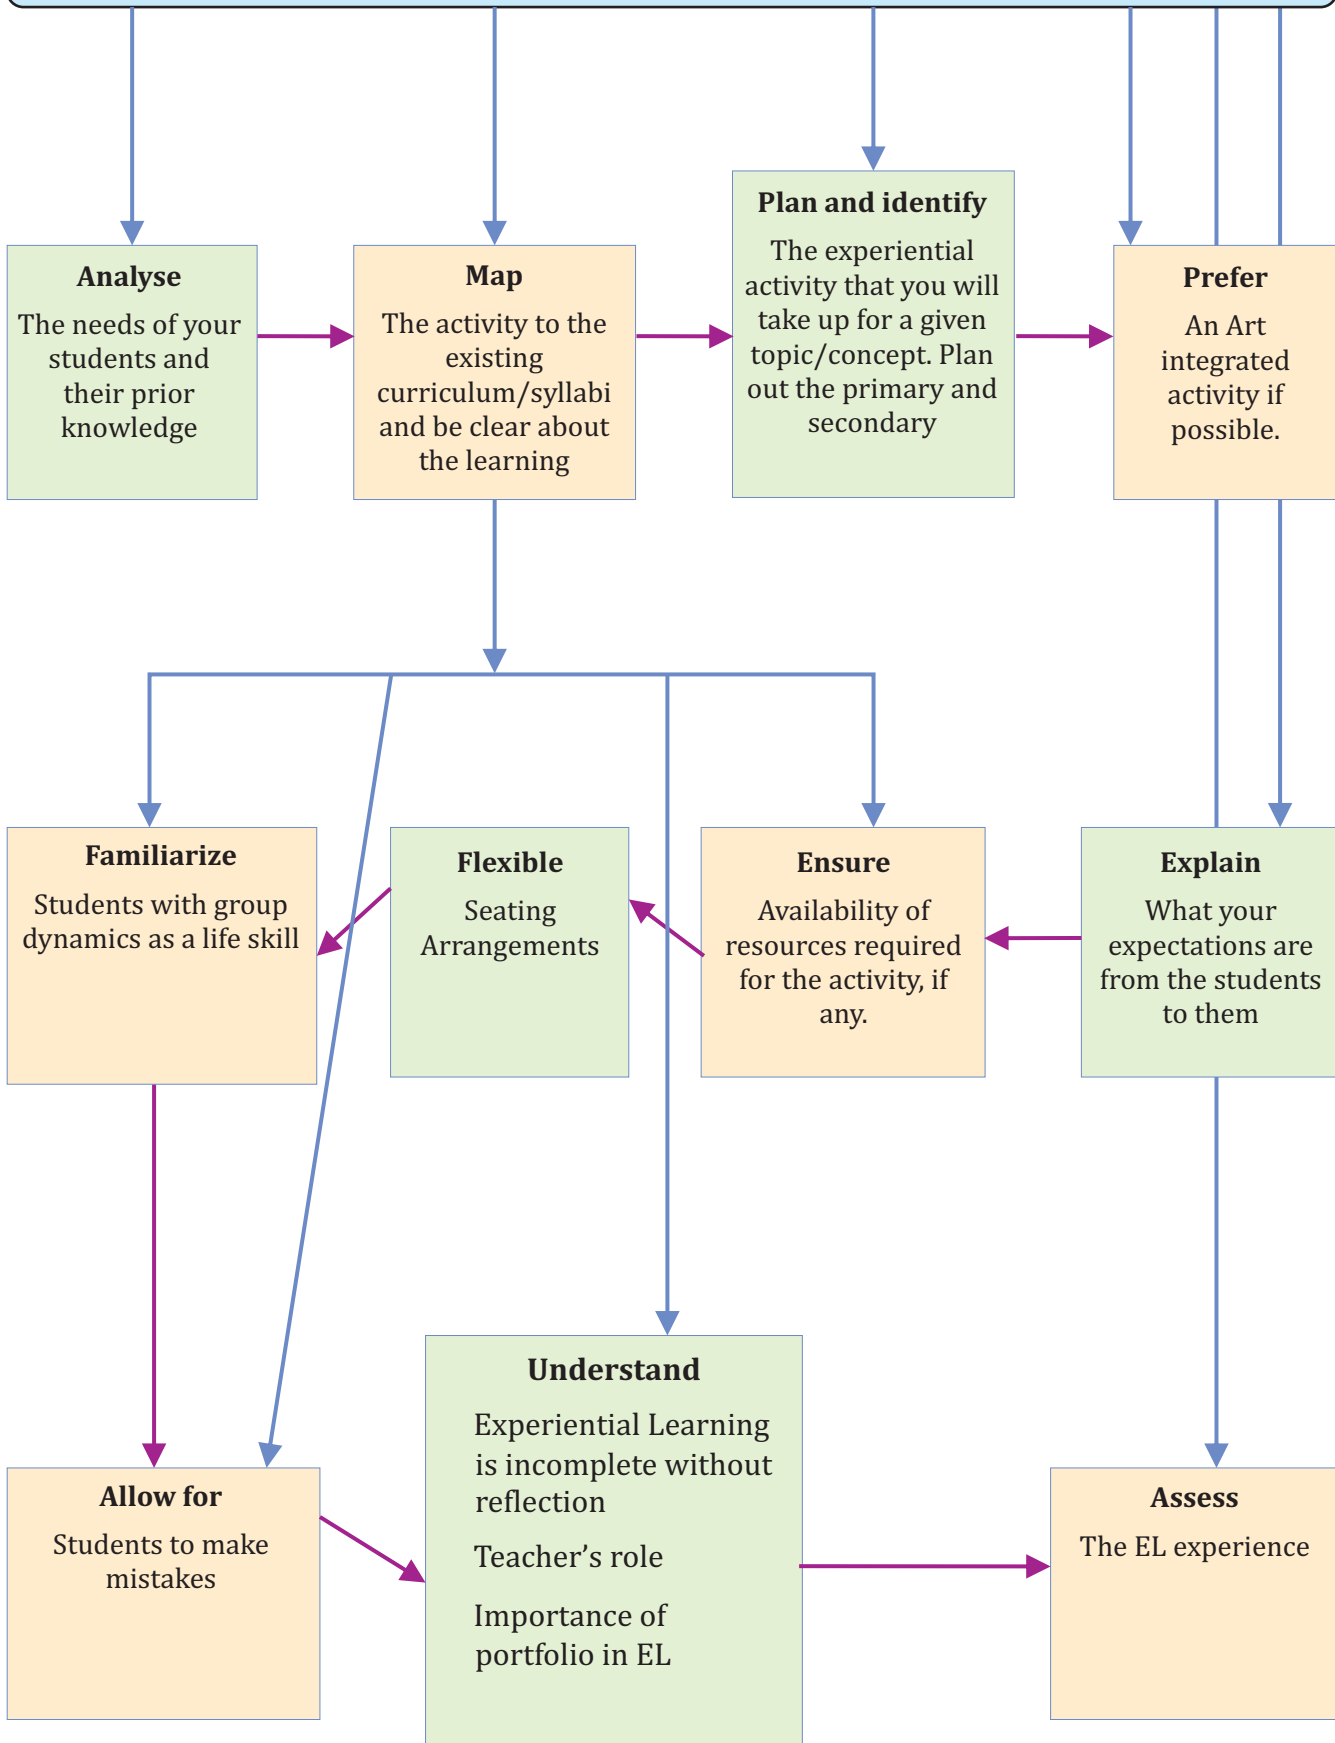 Analyse
The needs of your
students and
their prior
knowledge
Map
The activity to the
existing
curriculum/syllabi
and be clear about
the learning
Plan and identify
The experiential
activity that you will
take up for a given
topic/concept. Plan
out the primary and
secondary
Prefer
An Art
integrated
activity if
possible.
Familiarize
Students with group
dynamics as a life skill
Flexible
Seating
Arrangements
Ensure
Availability of
resources required
for the activity, if
any.
Explain
What your
expectations are
from the students
to them
Allow for
Students to make
mistakes
Understand
Experiential Learning
is incomplete without
reflection
Teacher’s role
Importance of
portfolio in EL
Assess
The EL experience